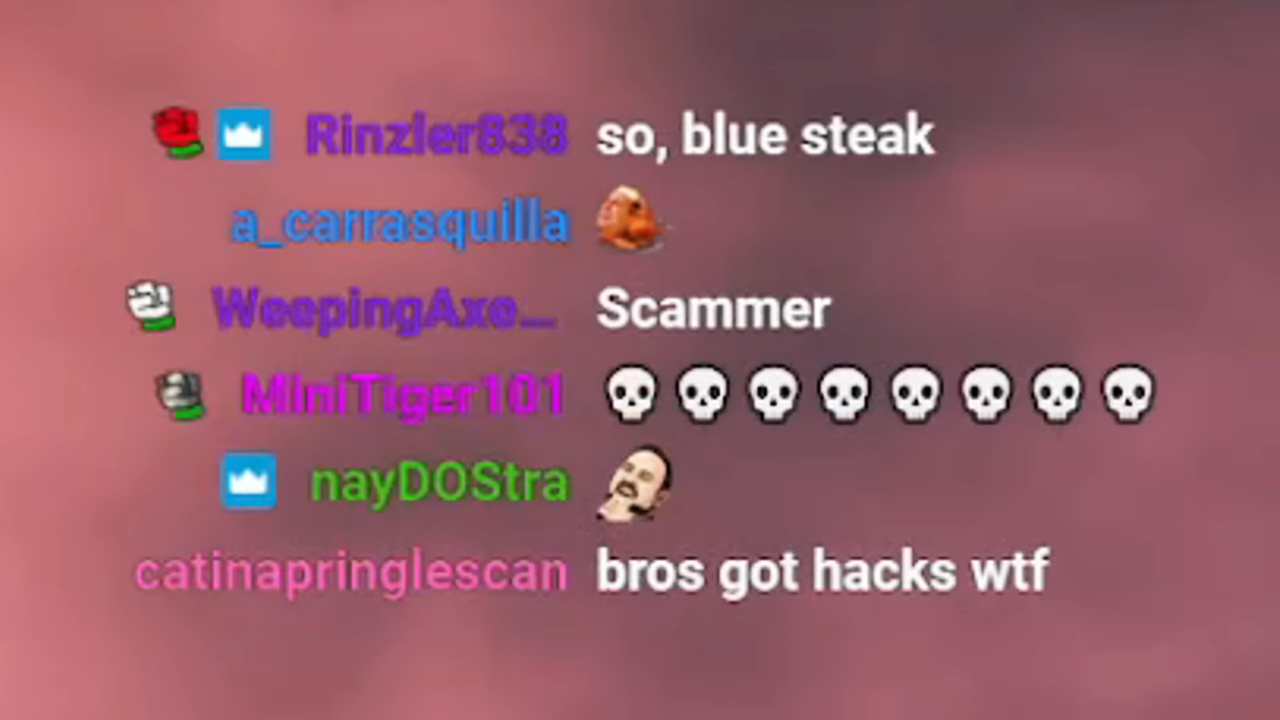 Rinzler838 so, blue steak
a_carrasquilla
WeepingAxe... Scammer
MiniTiger101 💀💀💀💀💀💀💀💀
nayDOStra
catinapringlescan bros got hacks wtf